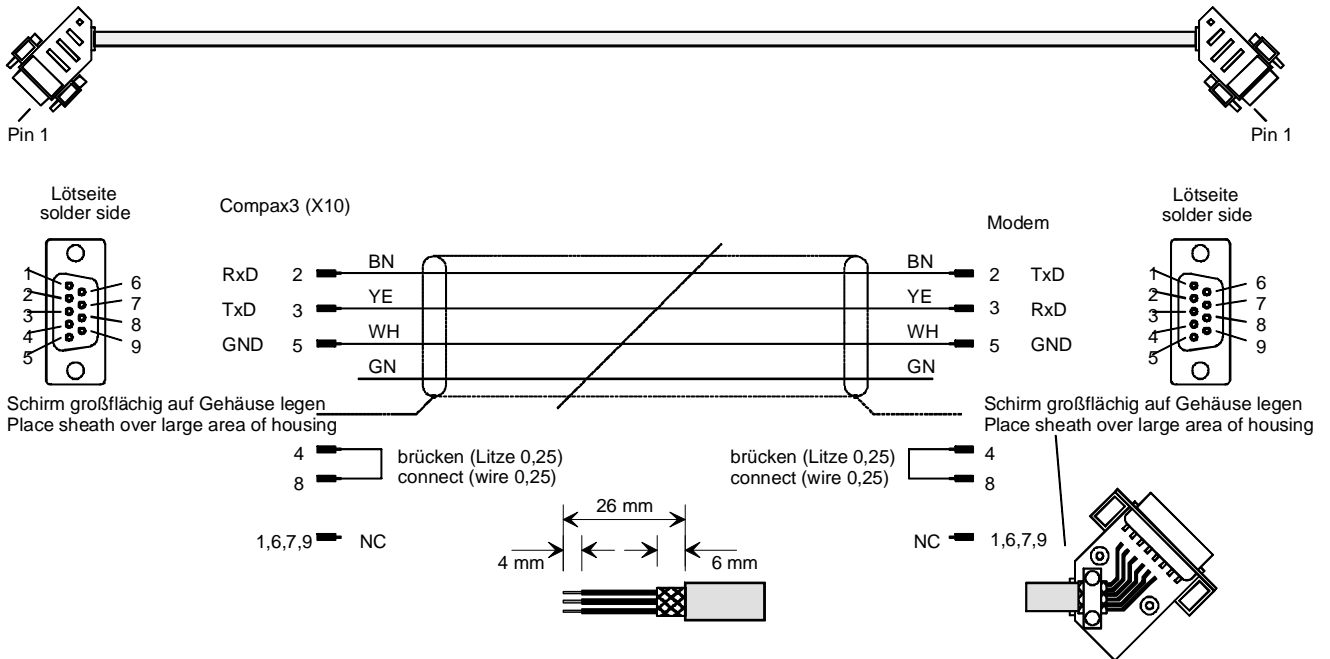 Pin 1
Pin 1
Lötseite
solder side
1
2
3
4
5
6
7
8
9
Compax3 (X10)
Modem
Lötseite
solder side
1
2
3
4
5
6
7
8
9
RxD 2 BN BN 2 TxD
TxD 3 YE YE 3 RxD
GND 5 WH WH 5 GND
GN GN
Schirm großflächig auf Gehäuse legen
Place sheath over large area of housing
Schirm großflächig auf Gehäuse legen
Place sheath over large area of housing
4
8
brücken (Litze 0,25)
connect (wire 0,25)
brücken (Litze 0,25)
connect (wire 0,25)
4
8
1,6,7,9 NC
26 mm
4 mm
6 mm
NC 1,6,7,9